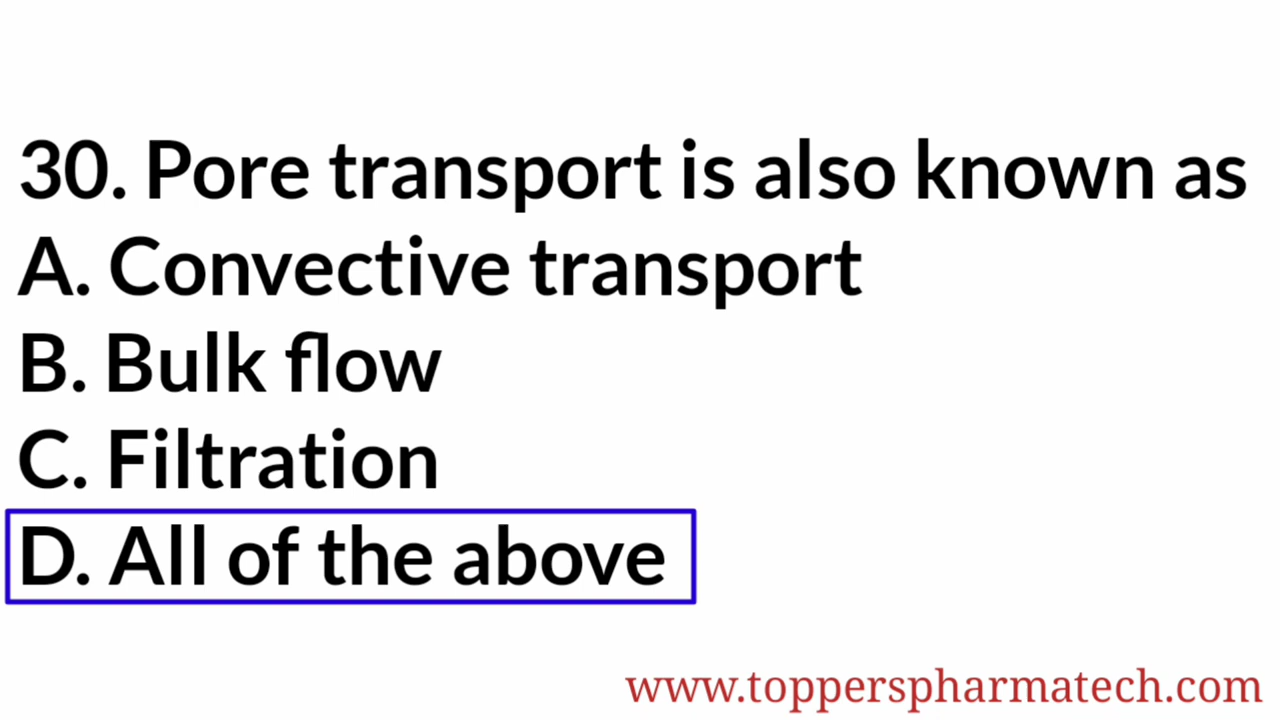 30. Pore transport is also known as
A. Convective transport
B. Bulk flow
C. Filtration
D. All of the above
www.topperspharmatech.com